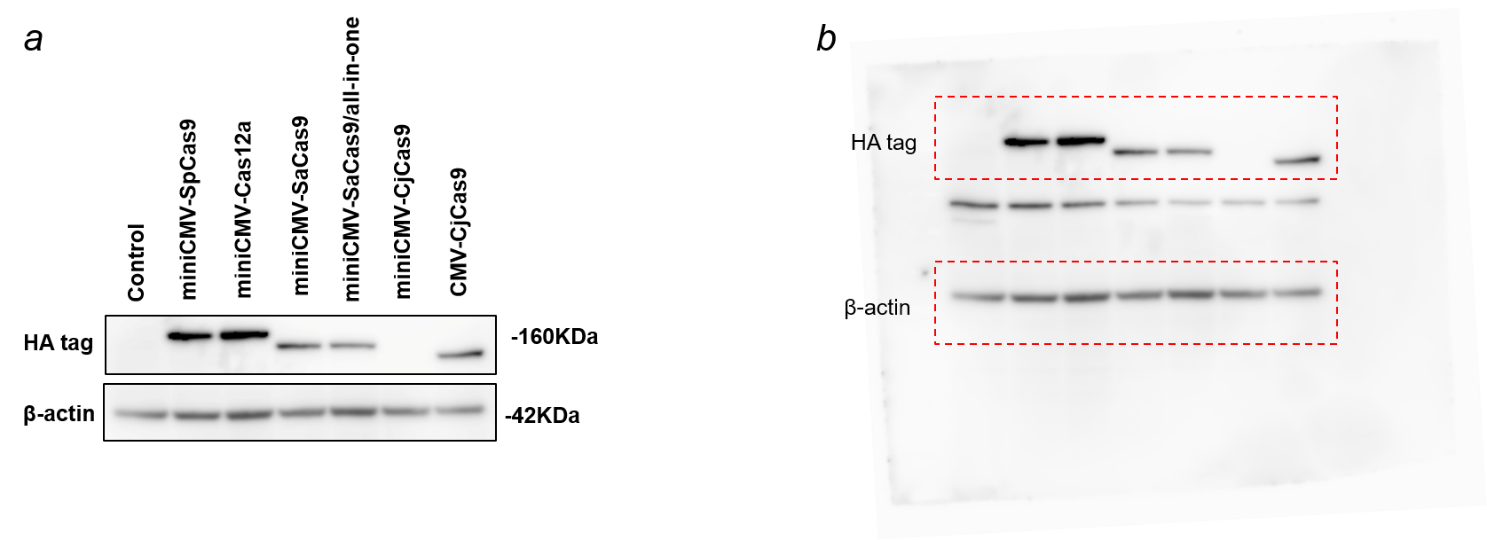 a
Control
miniCMV-SpCas9
miniCMV-Cas12a
miniCMV-SaCas9
miniCMV-SaCas9/all-in-one
miniCMV-CjCas9
CMV-CjCas9
HA tag
-160KDa
β-actin
-42KDa
b
HA tag
β-actin